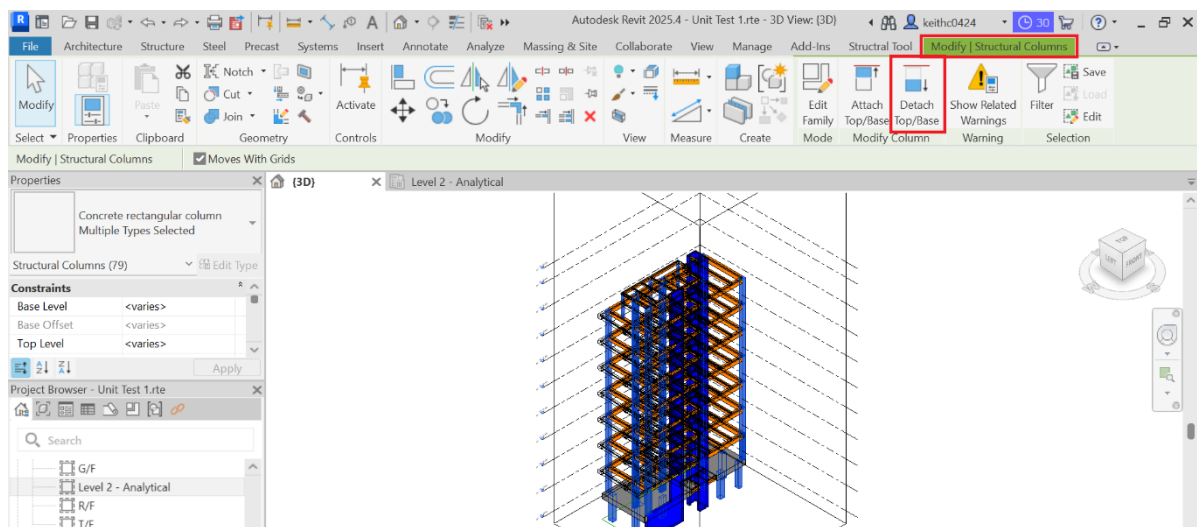 Autodesk Revit 2025.4 - Unit Test 1.rte - 3D View: {3D}
keithc0424
30
File Architecture Structure Steel Precast Systems Insert Annotate Analyze Massing & Site Collaborate View Manage Add-Ins Structral Tool Modify | Structural Columns
Modify
Paste
Notch
Cut
Join
Activate
Edit Family
Attach Top/Base
Detach Top/Base
Show Related Warnings
Filter
Save
Load
Edit
Select Properties Clipboard Geometry Controls Modify View Measure Create Mode Modify Column Warning Selection
Modify | Structural Columns Moves With Grids
Properties
{3D}
Level 2 - Analytical
Concrete rectangular column
Multiple Types Selected
Structural Columns (79) Edit Type
Constraints
Base Level <varies>
Base Offset <varies>
Top Level <varies>
Apply
Project Browser - Unit Test 1.rte
Search
G/F
Level 2 - Analytical
R/F
T/F
TOP
LEFT
FRONT